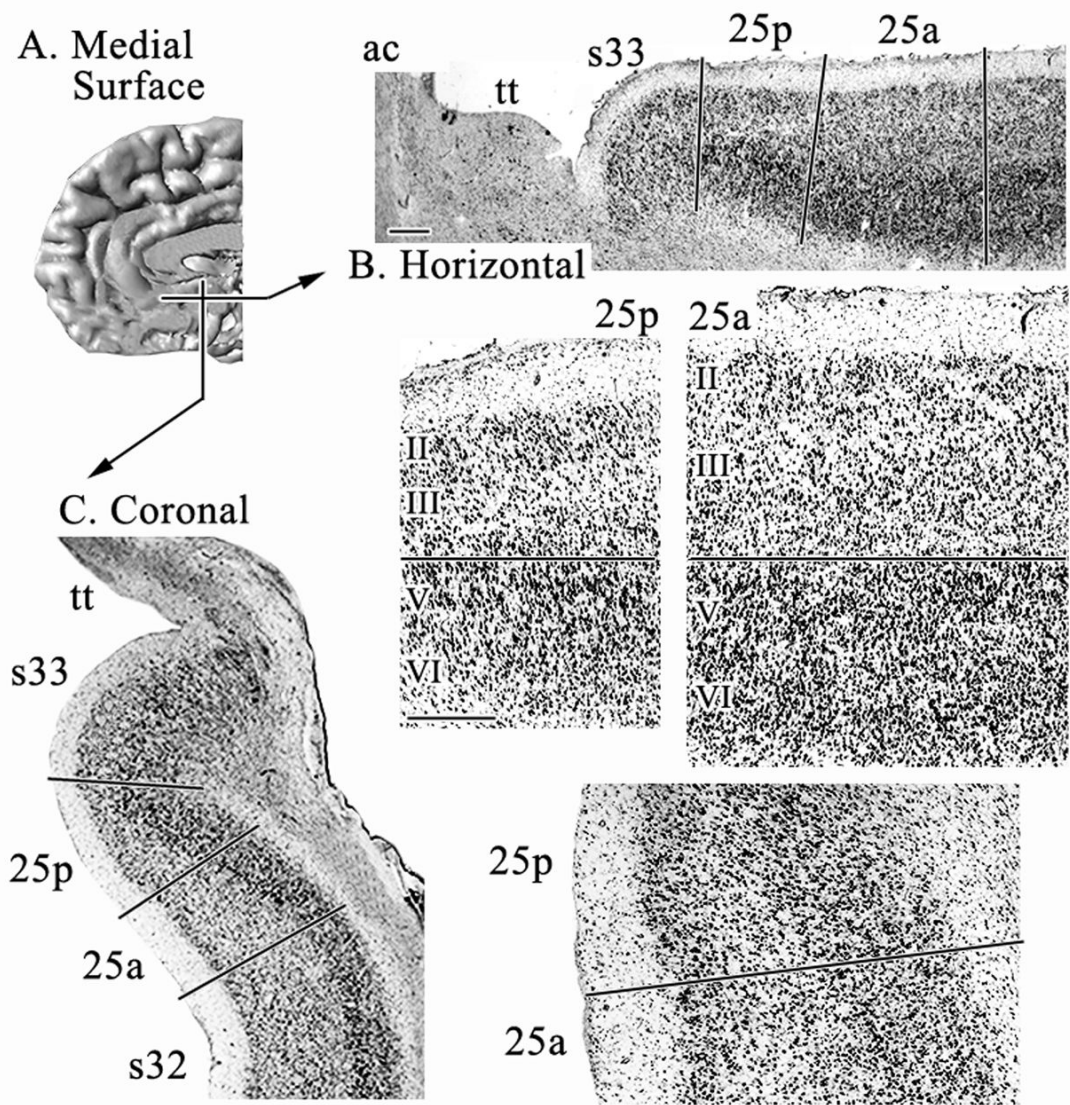 A. Medial
Surface
ac
tt
s33
25p
25a
B. Horizontal
25p
25a
II
III
V
VI
II
III
V
VI
C. Coronal
tt
s33
25p
25a
s32
25p
25a